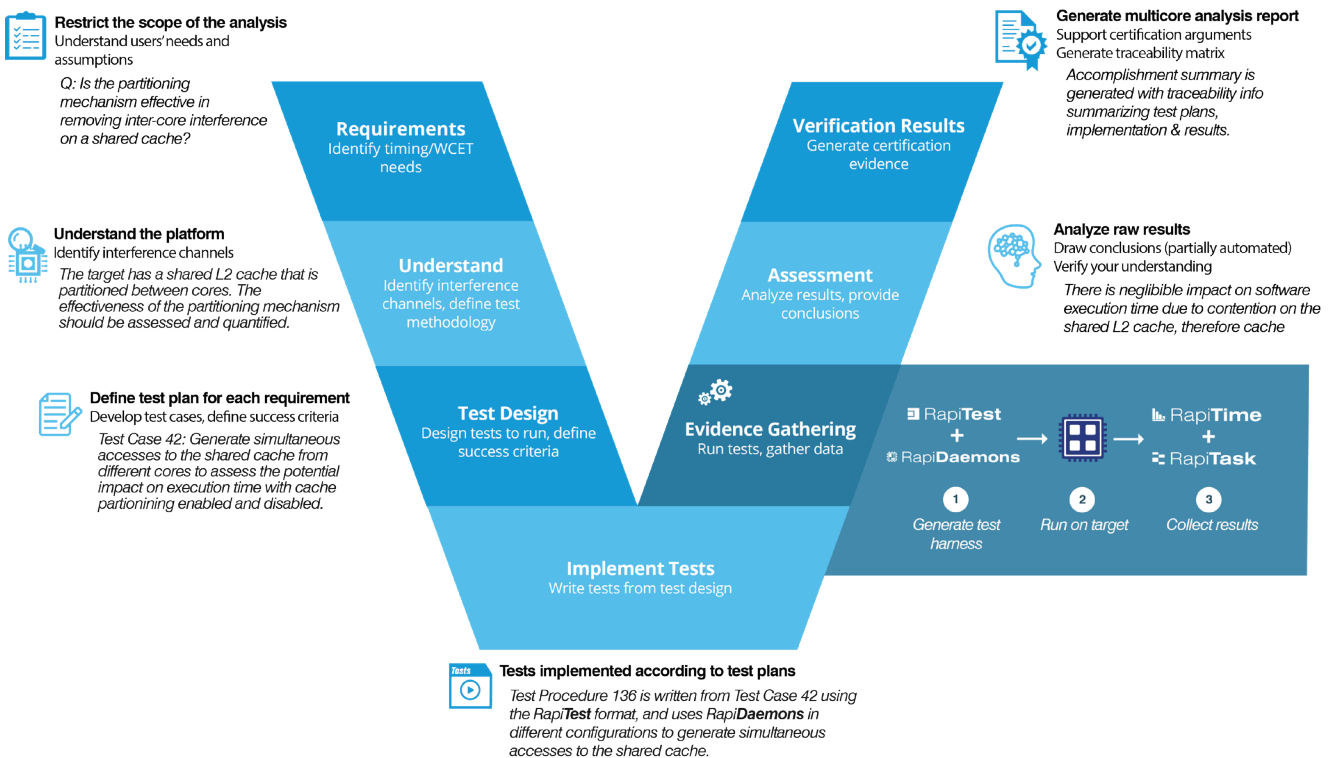 Restrict the scope of the analysis
Understand users' needs and
assumptions
Q: Is the partitioning
mechanism effective in
removing inter-core interference
on a shared cache?
Generate multicore analysis report
Support certification arguments
Generate traceability matrix
Accomplishment summary is
generated with traceability info
summarizing test plans,
implementation & results.
Requirements
Identify timing/WCET
needs
Verification Results
Generate certification
evidence
Understand the platform
Identify interference channels
The target has a shared L2 cache that is
partitioned between cores. The
effectiveness of the partitioning mechanism
should be assessed and quantified.
Understand
Identify interference
channels, define test
methodology
Assessment
Analyze results, provide
conclusions
Analyze raw results
Draw conclusions (partially automated)
Verify your understanding
There is neglibible impact on software
execution time due to contention on the
shared L2 cache, therefore cache
Define test plan for each requirement
Develop test cases, define success criteria
Test Case 42: Generate simultaneous
accesses to the shared cache from
different cores to assess the potential
impact on execution time with cache
partionining enabled and disabled.
Test Design
Design tests to run, define
success criteria
Evidence Gathering
Run tests, gather data
RapiTest
+
RapiDaemons
1
Generate test
harness
2
Run on target
RapiTime
+
RapiTask
3
Collect results
Implement Tests
Write tests from test design
Tests
Tests implemented according to test plans
Test Procedure 136 is written from Test Case 42 using
the RapiTest format, and uses RapiDaemons in
different configurations to generate simultaneous
accesses to the shared cache.